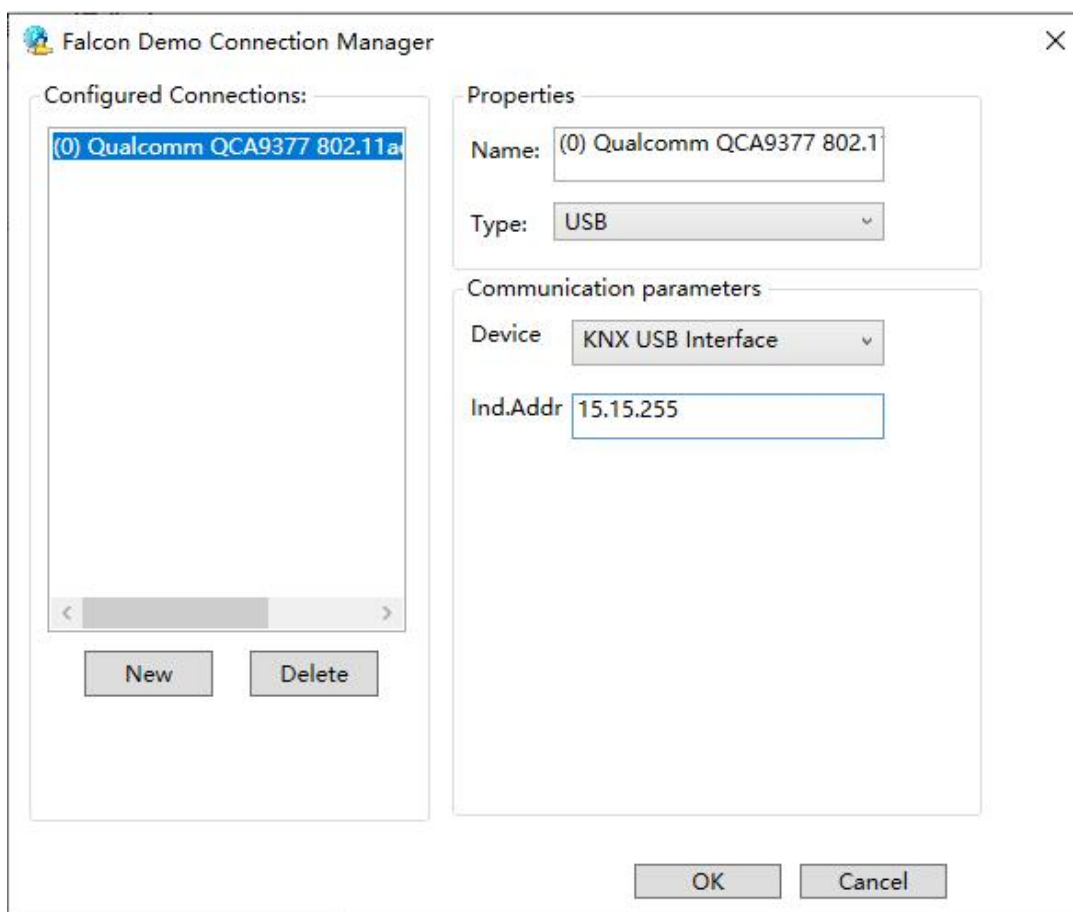 Falcon Demo Connection Manager
Configured Connections:
(0) Qualcomm QCA9377 802.11a
New
Delete
Properties
Name:
(0) Qualcomm QCA9377 802.1
Type:
USB
Communication parameters
Device
KNX USB Interface
Ind.Addr
15.15.255
OK
Cancel